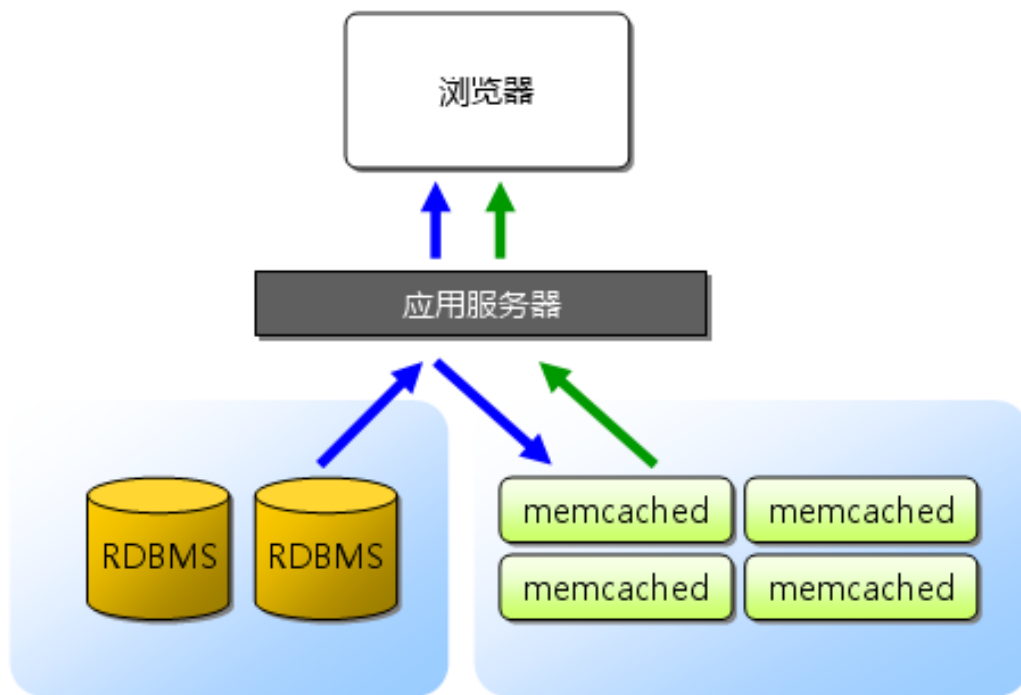 浏览器
应用服务器
RDBMS
RDBMS
memcached
memcached
memcached
memcached